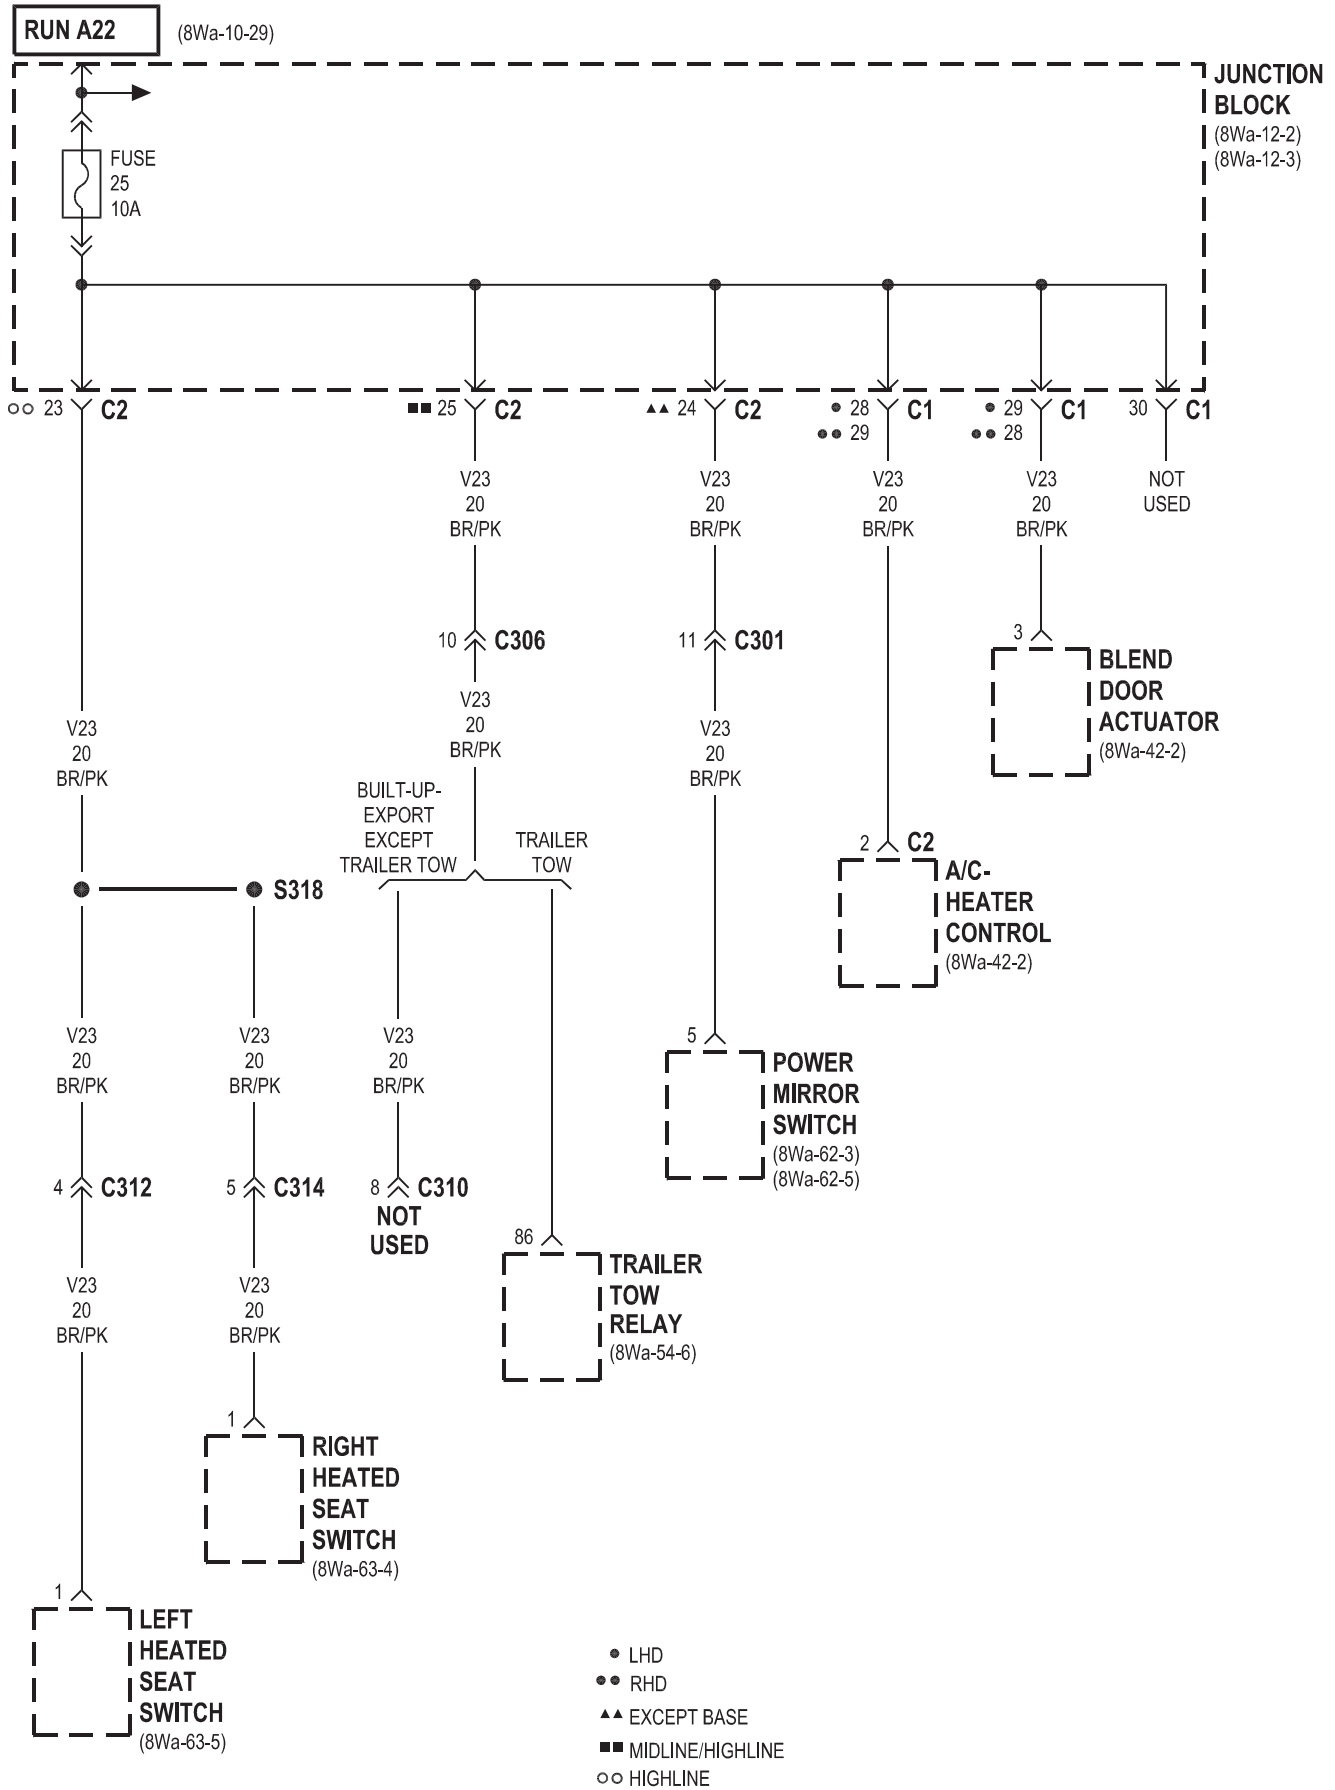 RUN A22
(8Wa-10-29)
JUNCTION
BLOCK
(8Wa-12-2)
(8Wa-12-3)
FUSE
25
10A
23 C2
25 C2
24 C2
28 C1
29
29 C1
28
30 C1
V23
20
BR/PK
V23
20
BR/PK
V23
20
BR/PK
V23
20
BR/PK
NOT
USED
10 C306
11 C301
3
BLEND
DOOR
ACTUATOR
(8Wa-42-2)
V23
20
BR/PK
V23
20
BR/PK
V23
20
BR/PK
BUILT-UP-
EXPORT
EXCEPT
TRAILER TOW
TRAILER
TOW
2 C2
A/C-
HEATER
CONTROL
(8Wa-42-2)
S318
V23
20
BR/PK
V23
20
BR/PK
V23
20
BR/PK
5
POWER
MIRROR
SWITCH
(8Wa-62-3)
(8Wa-62-5)
4 C312
5 C314
8 C310
NOT
USED
86
TRAILER
TOW
RELAY
(8Wa-54-6)
V23
20
BR/PK
V23
20
BR/PK
1
RIGHT
HEATED
SEAT
SWITCH
(8Wa-63-4)
1
LEFT
HEATED
SEAT
SWITCH
(8Wa-63-5)
LHD
RHD
EXCEPT BASE
MIDLINE/HIGHLINE
HIGHLINE